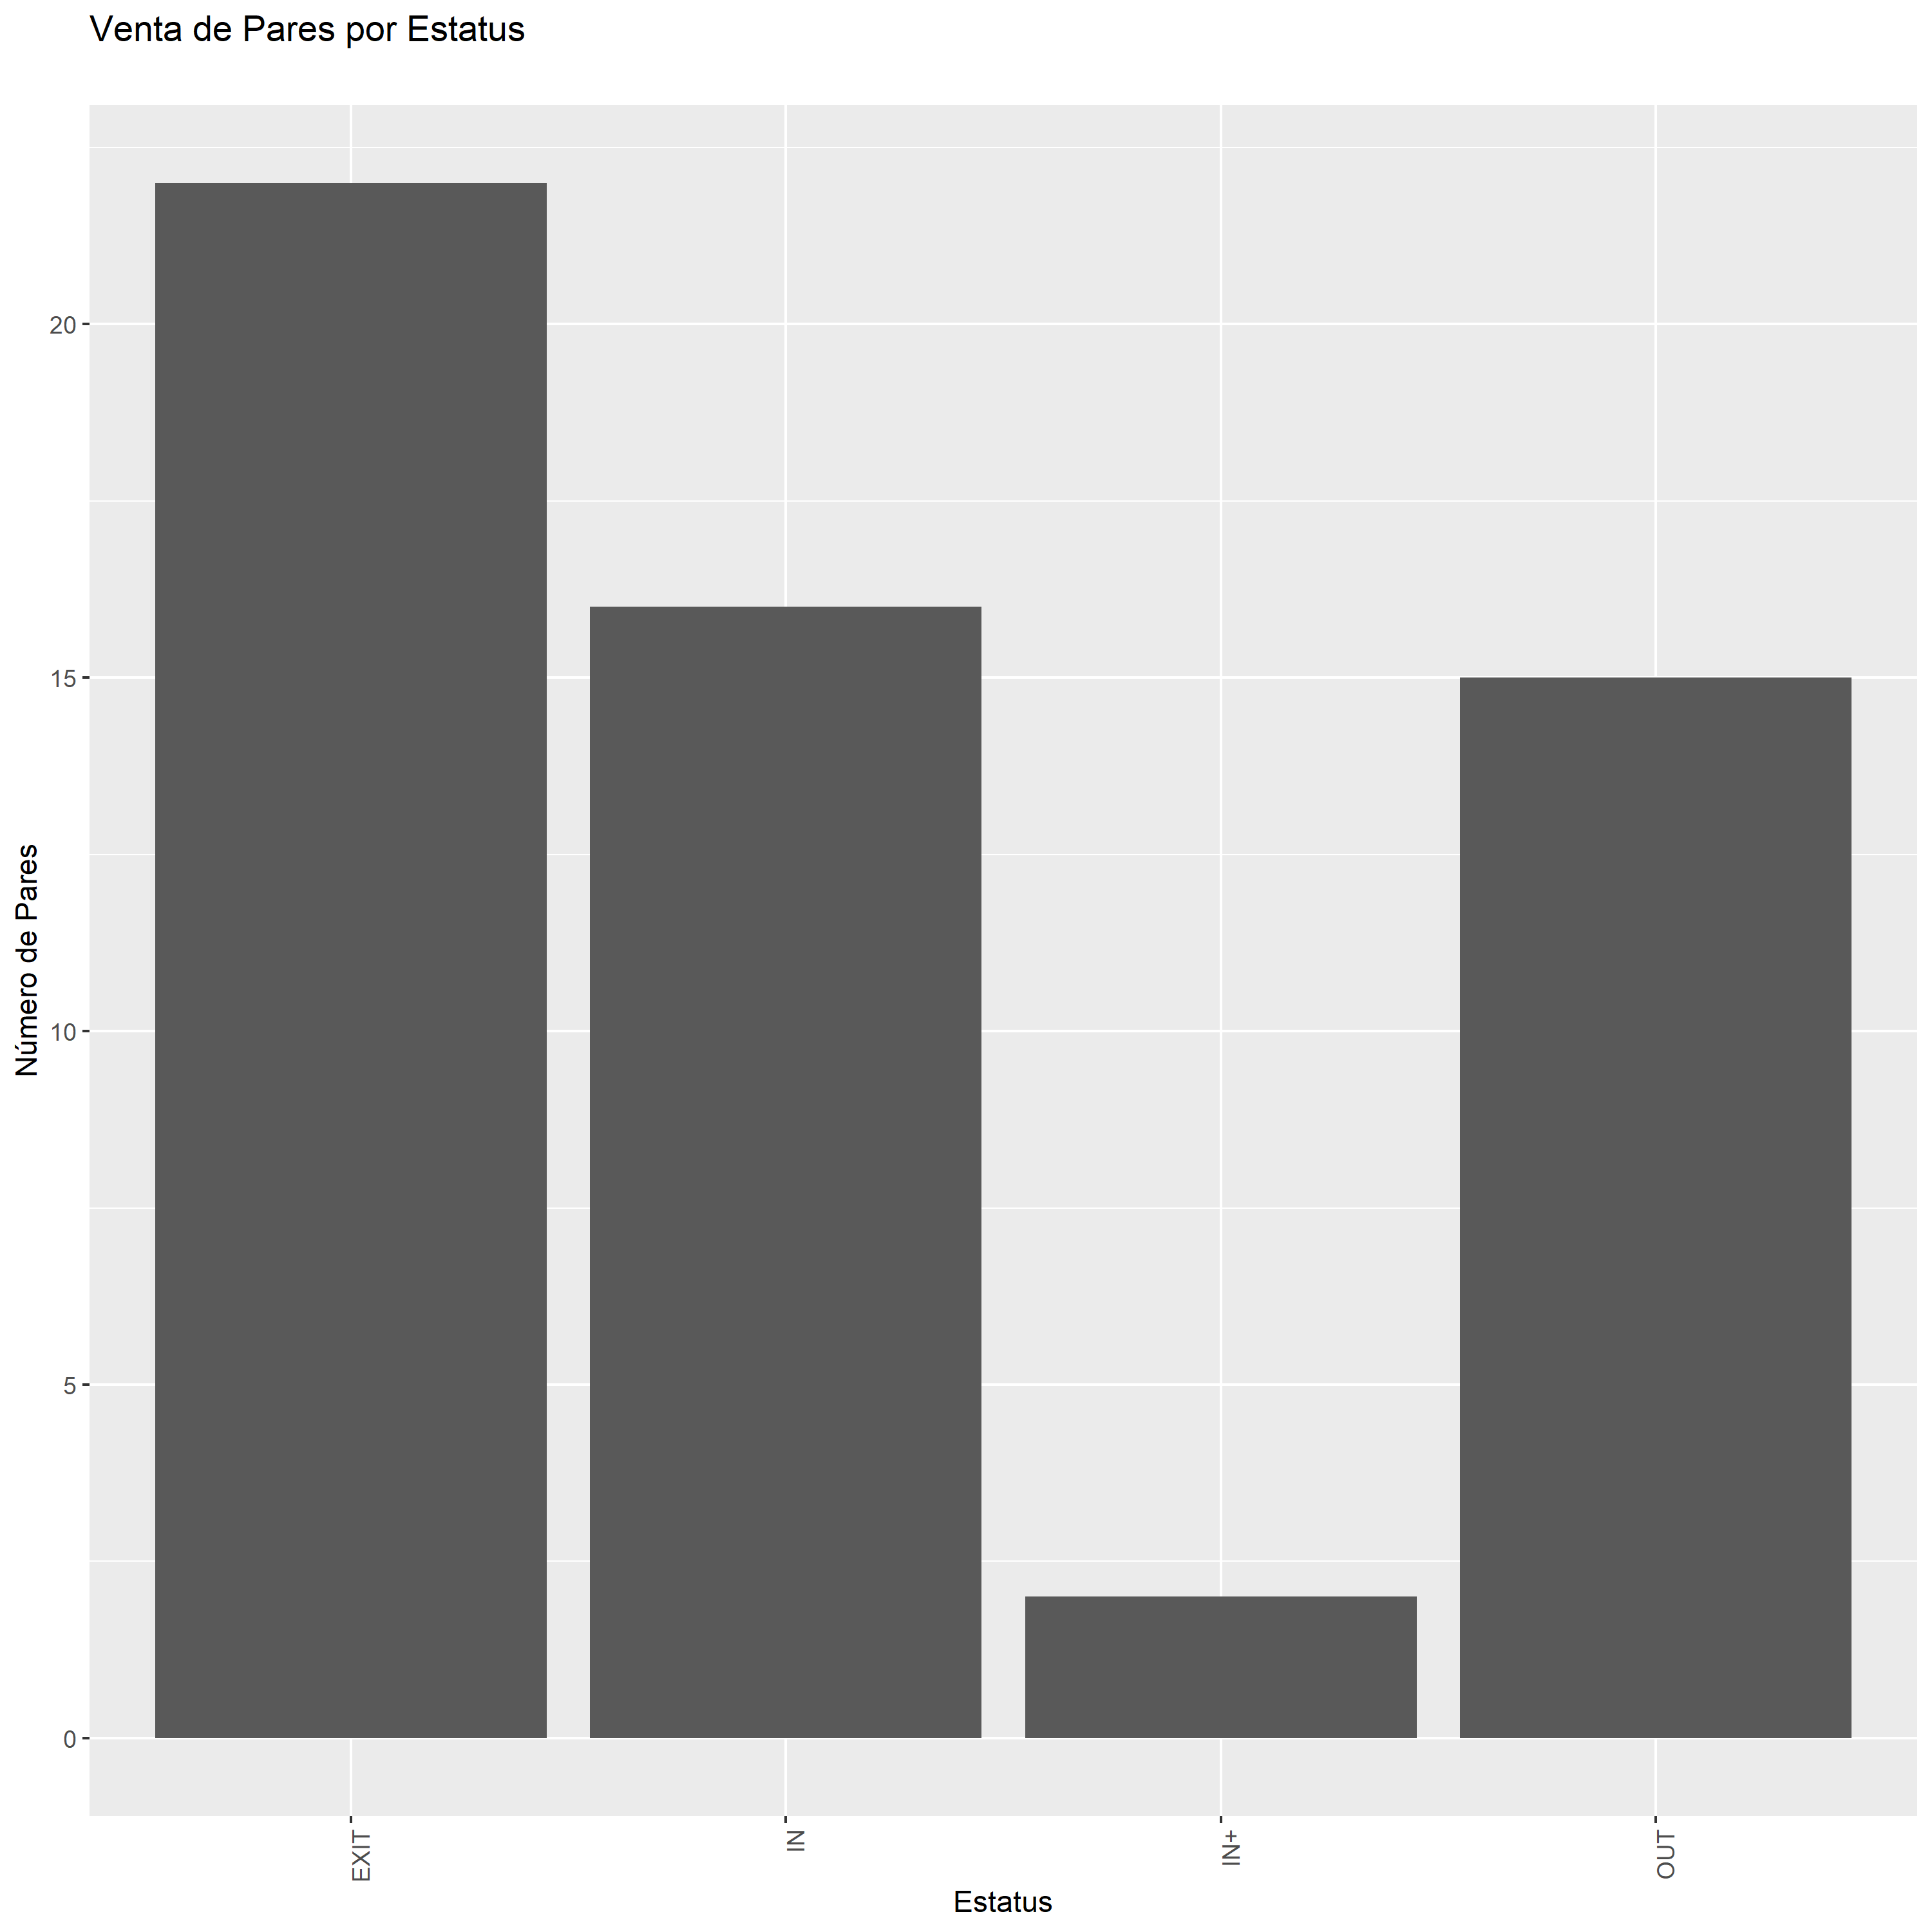 Venta de Pares por Estatus
Número de Pares
20
15
10
5
0
EXIT
IN
IN+
OUT
Estatus